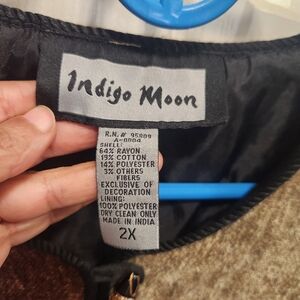 Indigo Moon
R.N. # 95809
A-0004
SHELL:
64% RAYON
19% COTTON
14% POLYESTER
3% OTHERS
FIBERS
EXCLUSIVE OF
DECORATION
LINING:
100% POLYESTER
DRY CLEAN ONLY
MADE IN INDIA
2X